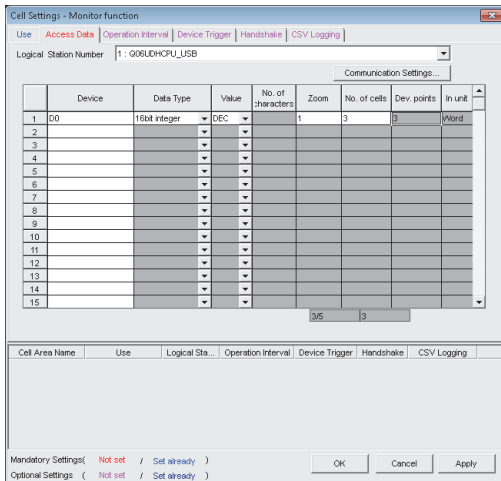 Cell Settings - Monitor function
Use Access Data Operation Interval Device Trigger Handshake CSV Logging
Logical Station Number 1 : Q06UDHCPU_USB
Communication Settings...
Device Data Type Value No. of characters Zoom No. of cells Dev. points In unit
1 D0 16bit integer DEC 1 3 3 Word
2
3
4
5
6
7
8
9
10
11
12
13
14
15
3/5 3
Cell Area Name Use Logical Sta... Operation Interval Device Trigger Handshake CSV Logging
Mandatory Settings( Not set / Set already )
Optional Settings ( Not set / Set already )
OK Cancel Apply